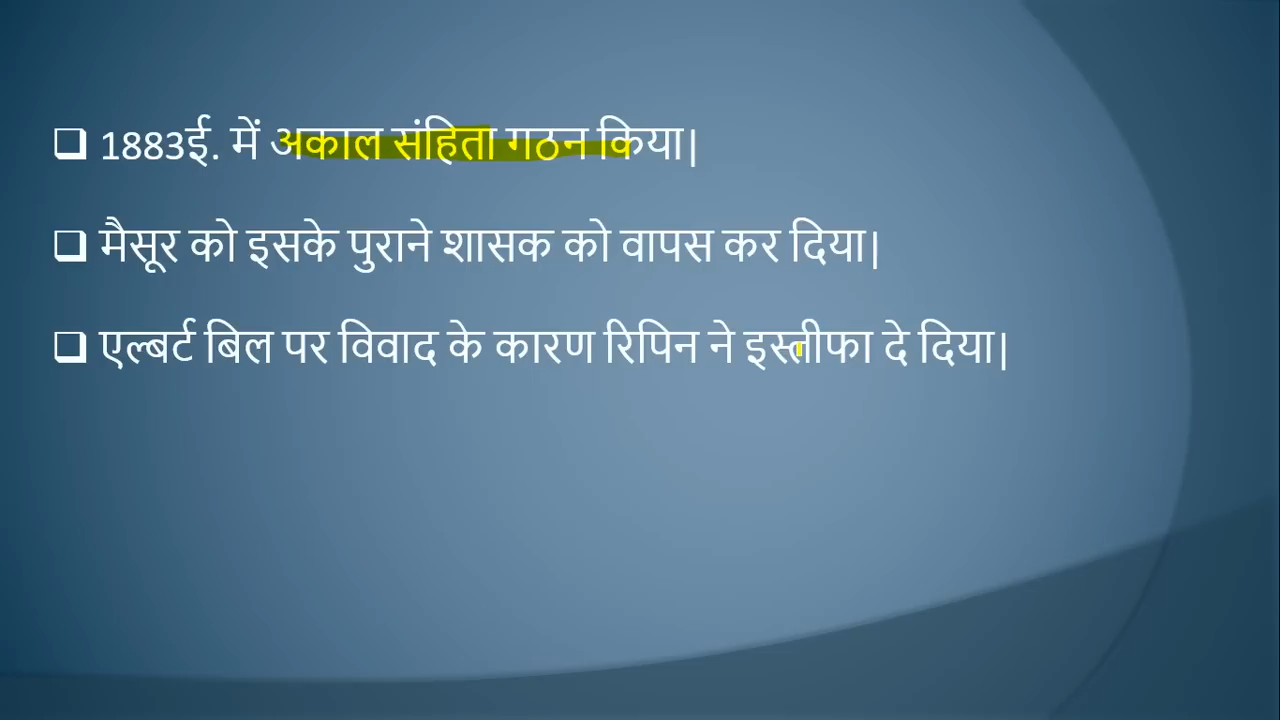 ❑ 1883ई. में अकाल संहिता गठन किया|
❑ मैसूर को इसके पुराने शासक को वापस कर दिया|
❑ एल्बर्ट बिल पर विवाद के कारण रिपिन ने इस्तीफा दे दिया|